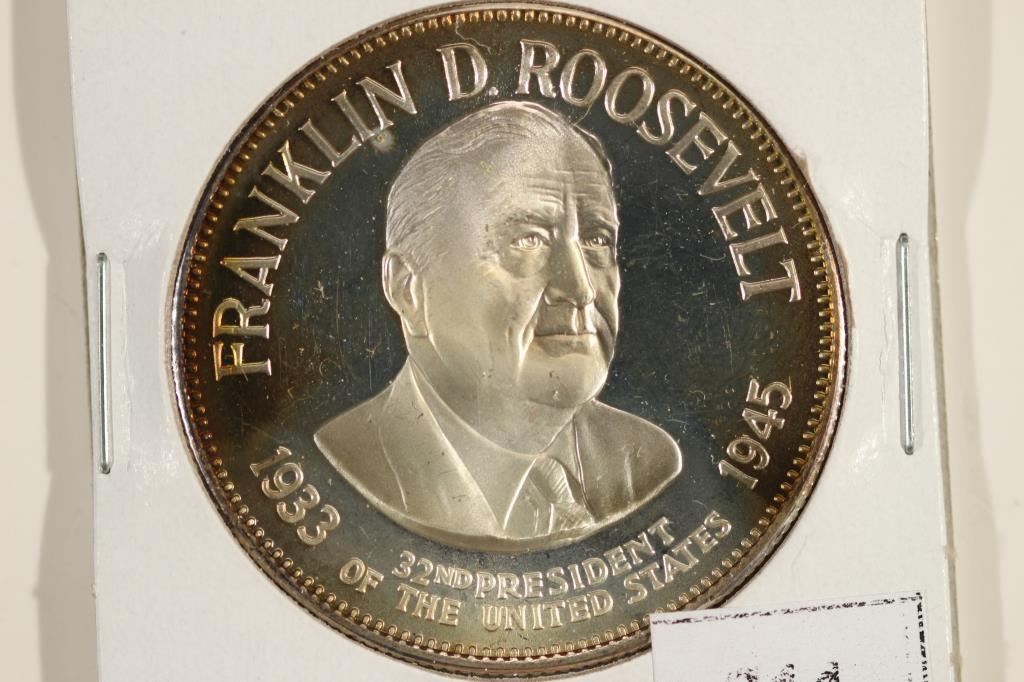 FRANKLIN D. ROOSEVELT
1933 1945
32ND PRESIDENT
OF THE UNITED STATES